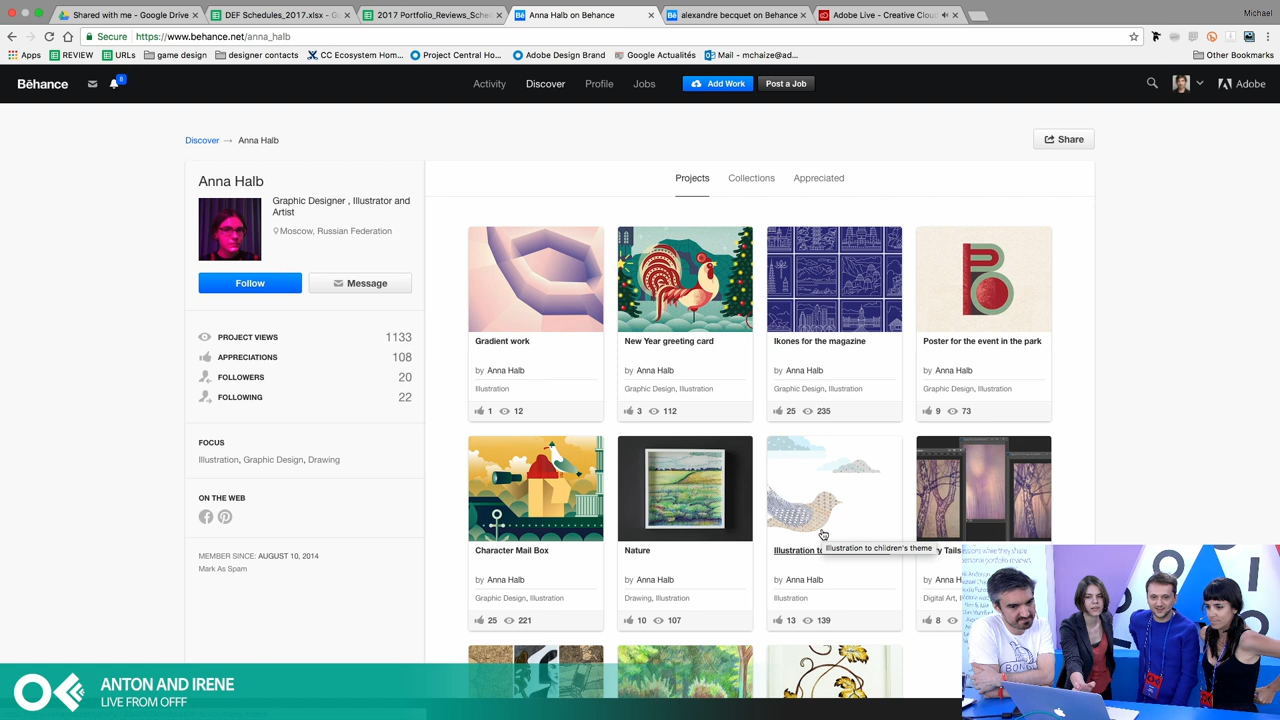 Shared with me - Google Drive
DEF Schedules_2017.xlsx - G
2017 Portfolio_Reviews_Sched
Anna Halb on Behance
alexandre becquet on Behance
Adobe Live - Creative Cloud
Michael
Secure https://www.behance.net/anna_halb
Apps REVIEW URLs game design designer contacts CC Ecosystem Hom... Project Central Ho... Adobe Design Brand Google Actualités Mail - mchaize@ad... Other Bookmarks
Bēhance
8
Activity Discover Profile Jobs Add Work Post a Job Adobe
Discover → Anna Halb
Share
Anna Halb
Graphic Designer , Illustrator and
Artist
Moscow, Russian Federation
Follow Message
PROJECT VIEWS 1133
APPRECIATIONS 108
FOLLOWERS 20
FOLLOWING 22
FOCUS
Illustration, Graphic Design, Drawing
ON THE WEB
MEMBER SINCE: AUGUST 10, 2014
Mark As Spam
Projects Collections Appreciated
Gradient work
by Anna Halb
Illustration
1 12
New Year greeting card
by Anna Halb
Graphic Design, Illustration
3 112
Ikones for the magazine
by Anna Halb
Graphic Design, Illustration
25 235
Poster for the event in the park
by Anna Halb
Graphic Design, Illustration
9 73
Character Mail Box
by Anna Halb
Graphic Design, Illustration
25 221
Nature
by Anna Halb
Drawing, Illustration
10 107
Illustration to
Illustration to children's theme
by Anna Halb
Illustration
13 139
y Tails
by Anna H
Digital Art, I
8
ANTON AND IRENE
LIVE FROM OFFF